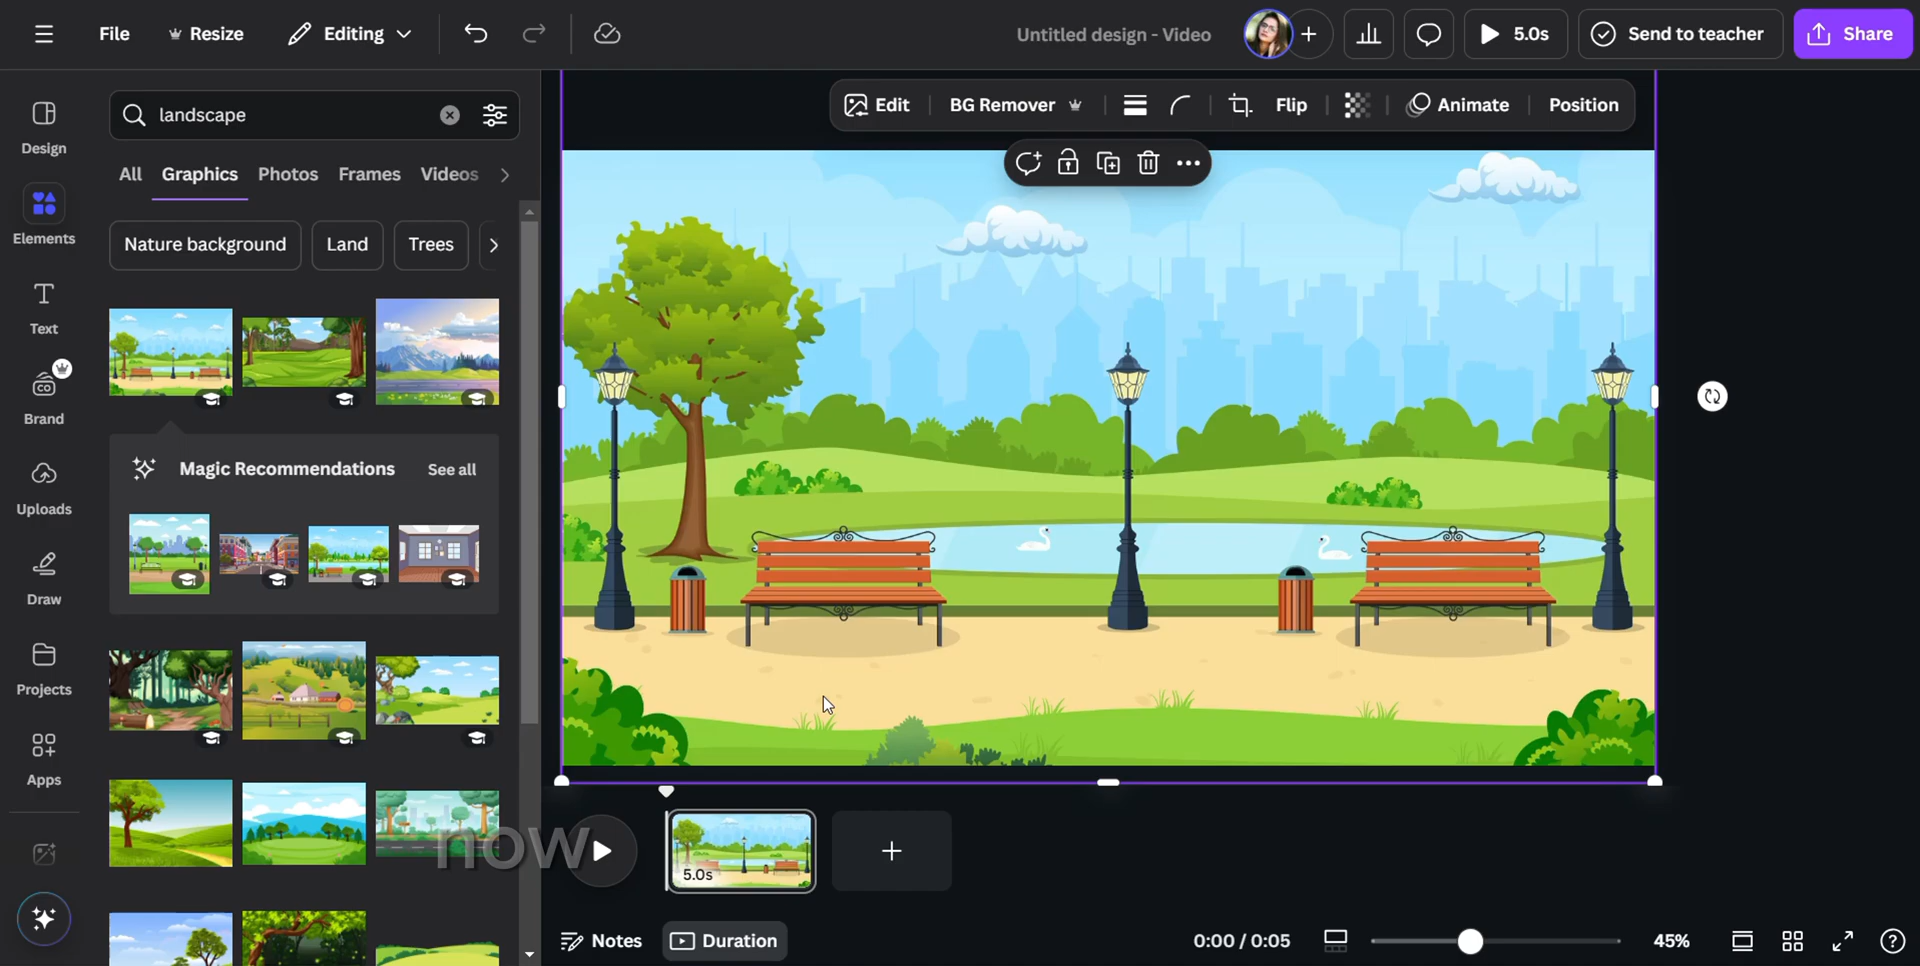 File
Resize
Editing
Untitled design - Video
5.0s
Send to teacher
Share
Design
Elements
Text
Brand
Uploads
Draw
Projects
Apps
landscape
All
Graphics
Photos
Frames
Videos
Nature background
Land
Trees
Magic Recommendations
See all
Edit
BG Remover
Flip
Animate
Position
now
5.0s
Notes
Duration
0:00 / 0:05
45%